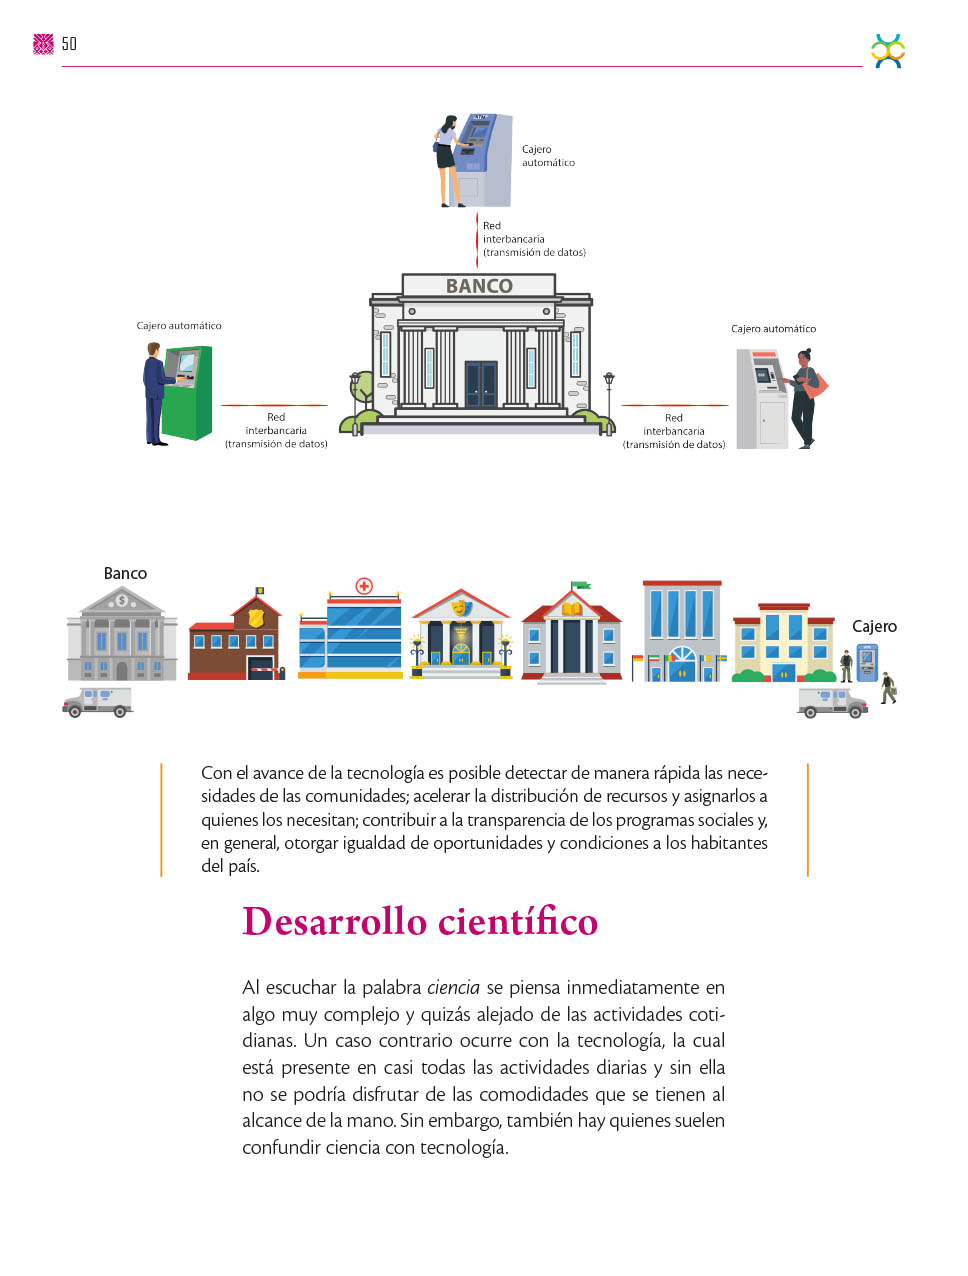 50
Cajero
automático
Red
interbancaria
(transmisión de datos)
BANCO
Cajero automático
Cajero automático
Red
interbancaria
(transmisión de datos)
Red
interbancaria
(transmisión de datos)
Banco
$
Cajero
Con el avance de la tecnología es posible detectar de manera rápida las nece-
sidades de las comunidades; acelerar la distribución de recursos y asignarlos a
quienes los necesitan; contribuir a la transparencia de los programas sociales y,
en general, otorgar igualdad de oportunidades y condiciones a los habitantes
del país.
Desarrollo científico
Al escuchar la palabra ciencia se piensa inmediatamente en
algo muy complejo y quizás alejado de las actividades coti-
dianas. Un caso contrario ocurre con la tecnología, la cual
está presente en casi todas las actividades diarias y sin ella
no se podría disfrutar de las comodidades que se tienen al
alcance de la mano. Sin embargo, también hay quienes suelen
confundir ciencia con tecnología.